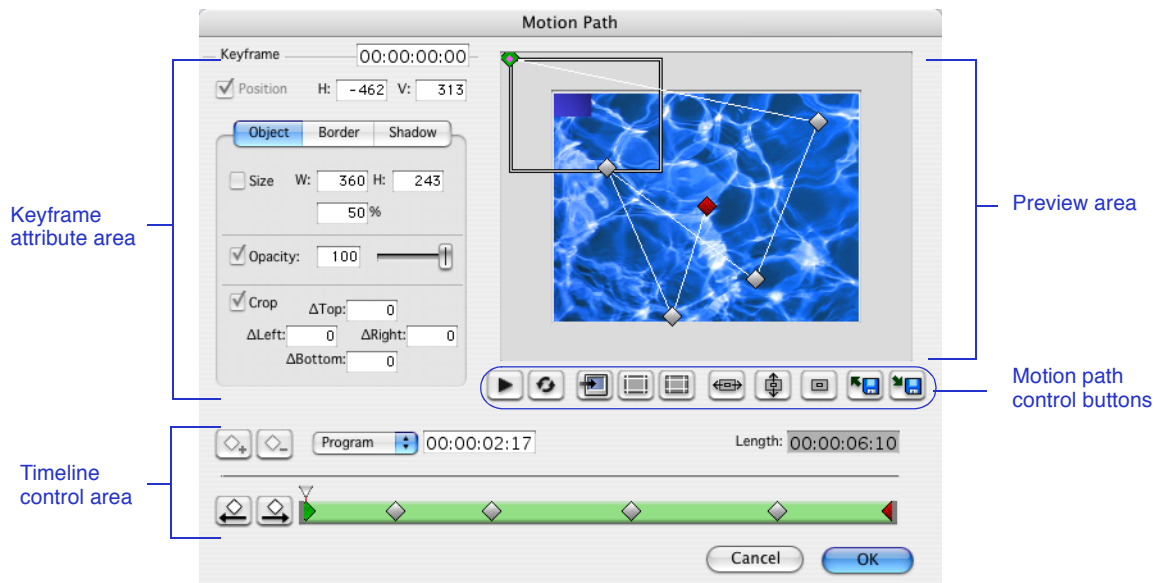 Motion Path
Keyframe 00:00:00:00
Position H: -462 V: 313
Object Border Shadow
Size W: 360 H: 243
50 %
Opacity: 100
Crop ΔTop: 0
ΔLeft: 0 ΔRight: 0
ΔBottom: 0
Keyframe
attribute area
Preview area
Motion path
control buttons
Program 00:00:02:17 Length: 00:00:06:10
Timeline
control area
Cancel OK